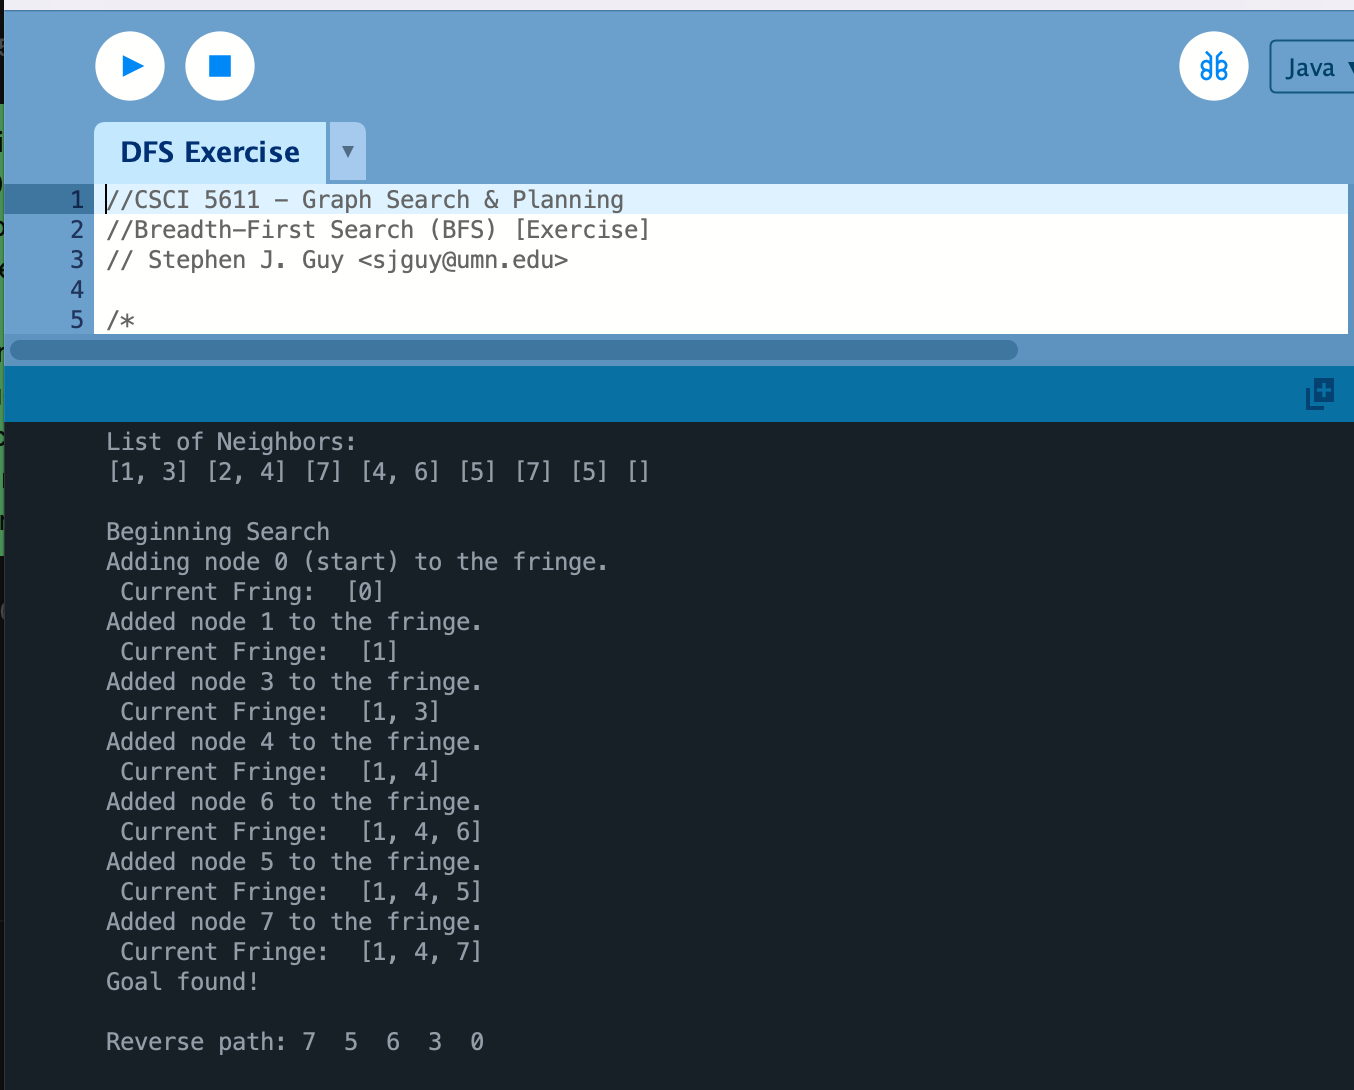 Java
DFS Exercise
1 //CSCI 5611 – Graph Search & Planning
2 //Breadth–First Search (BFS) [Exercise]
3 // Stephen J. Guy <sjguy@umn.edu>
4
5 /*
List of Neighbors:
[1, 3] [2, 4] [7] [4, 6] [5] [7] [5] []
Beginning Search
Adding node 0 (start) to the fringe.
Current Fring:  [0]
Added node 1 to the fringe.
Current Fringe:  [1]
Added node 3 to the fringe.
Current Fringe:  [1, 3]
Added node 4 to the fringe.
Current Fringe:  [1, 4]
Added node 6 to the fringe.
Current Fringe:  [1, 4, 6]
Added node 5 to the fringe.
Current Fringe:  [1, 4, 5]
Added node 7 to the fringe.
Current Fringe:  [1, 4, 7]
Goal found!
Reverse path: 7  5  6  3  0